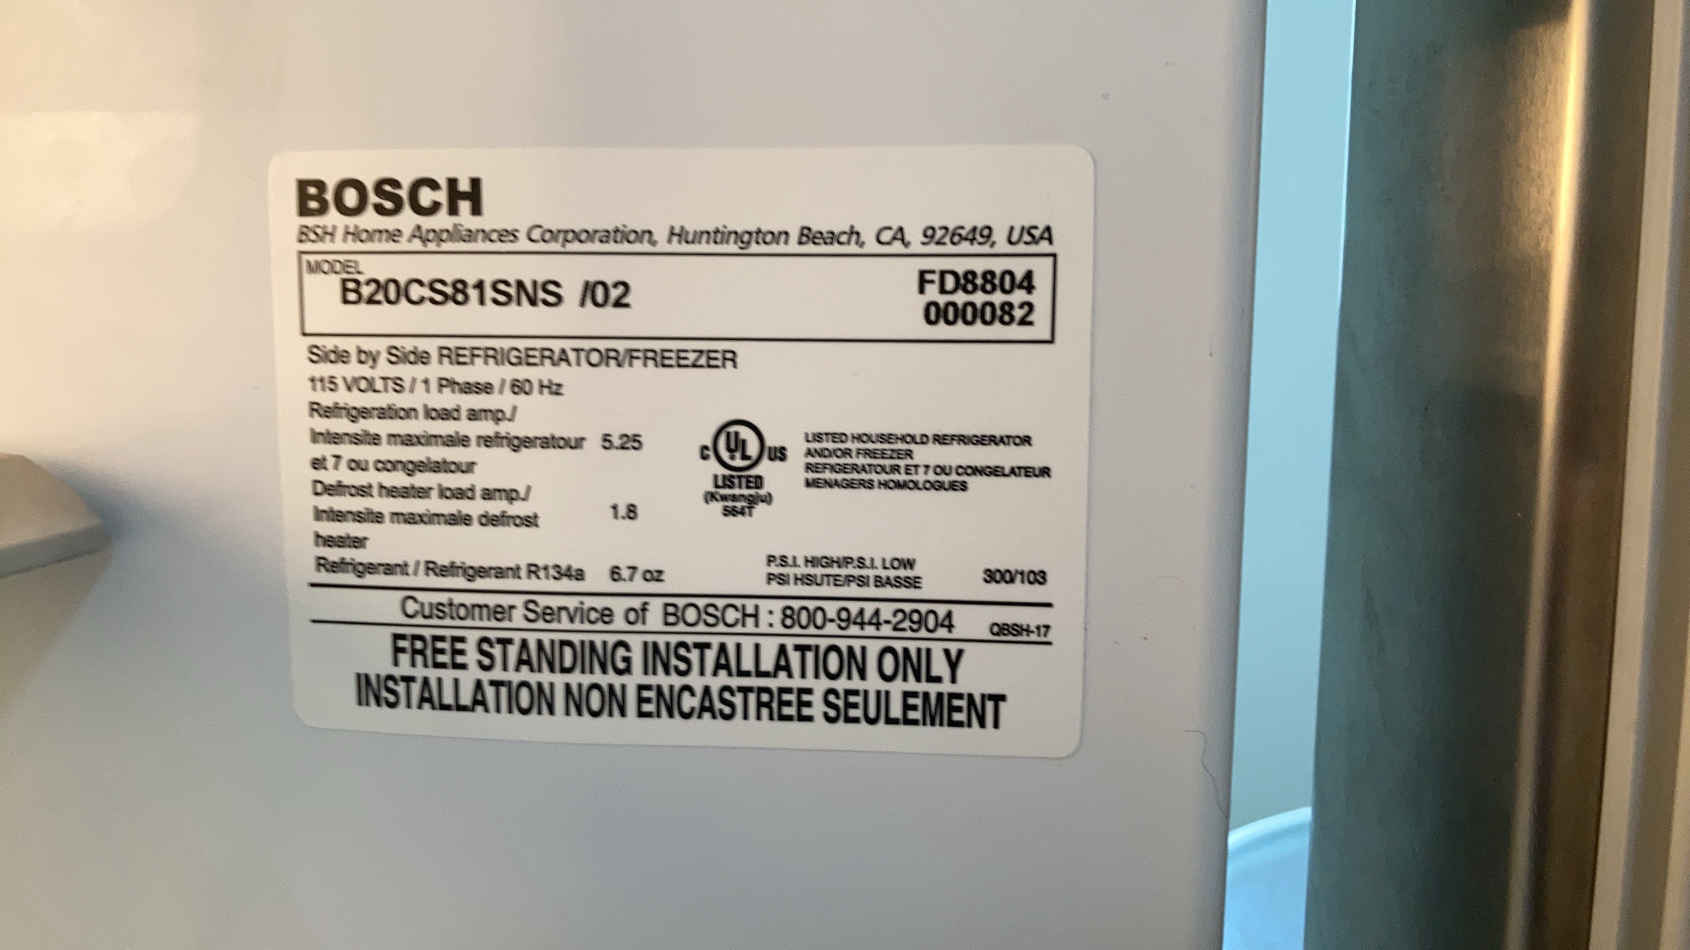 BOSCH
BSH Home Appliances Corporation, Huntington Beach, CA, 92649, USA
MODEL
B20CS81SNS /02
FD8804
000082
Side by Side REFRIGERATOR/FREEZER
115 VOLTS / 1 Phase / 60 Hz
Refrigeration load amp./
Intensite maximale refrigeratour 5.25
et 7 ou congelatour
Defrost heater load amp./
Intensite maximale defrost 1.8
heater
Refrigerant / Refrigerant R134a 6.7 oz
C UL US
LISTED
(Kwangju)
564T
LISTED HOUSEHOLD REFRIGERATOR
AND/OR FREEZER
REFIGERATOUR ET 7 OU CONGELATEUR
MENAGERS HOMOLOGUES
P.S.I. HIGH/P.S.I. LOW
PSI HSUTE/PSI BASSE 300/103
Customer Service of BOSCH : 800-944-2904 QBSH-17
FREE STANDING INSTALLATION ONLY
INSTALLATION NON ENCASTREE SEULEMENT